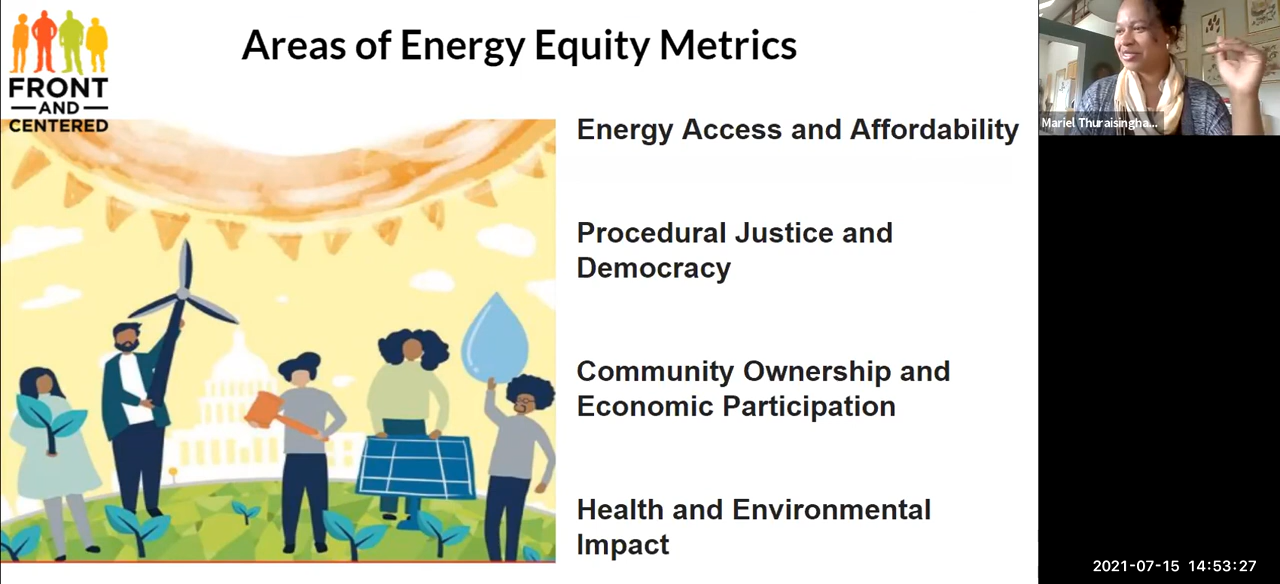 Areas of Energy Equity Metrics
FRONT
AND
CENTERED
Energy Access and Affordability
Procedural Justice and
Democracy
Community Ownership and
Economic Participation
Health and Environmental
Impact
Mariel Thuraisingha...
2021-07-15 14:53:27